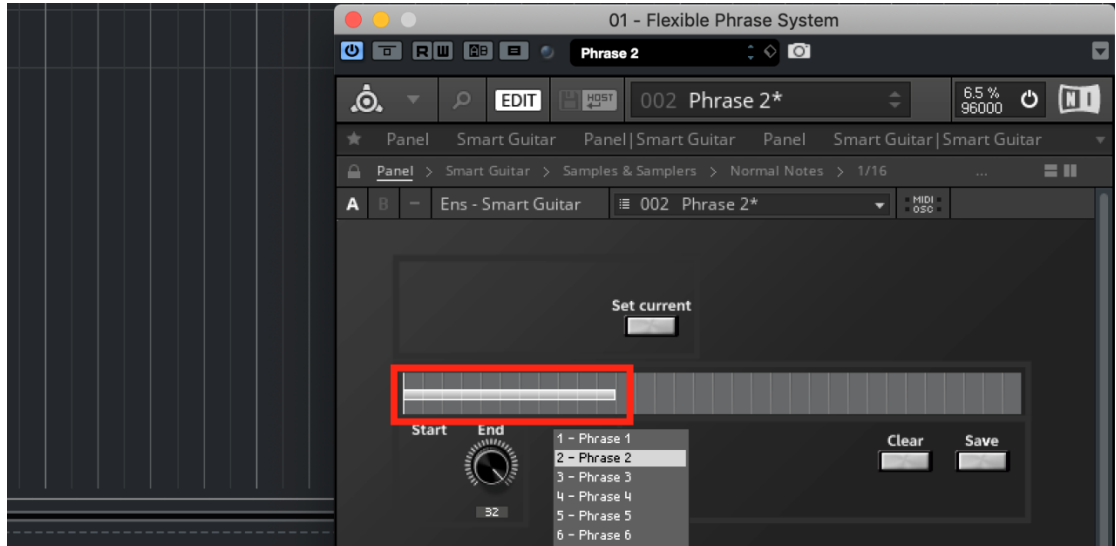 01 - Flexible Phrase System
R W AB Phrase 2
EDIT HOST 002 Phrase 2* 6.5 % 96000 NI
Panel Smart Guitar Panel|Smart Guitar Panel Smart Guitar|Smart Guitar
Panel > Smart Guitar > Samples & Samplers > Normal Notes > 1/16 ...
A B Ens - Smart Guitar 002 Phrase 2* MIDI OSC
Set current
Start End
Clear Save
32
1 - Phrase 1
2 - Phrase 2
3 - Phrase 3
4 - Phrase 4
5 - Phrase 5
6 - Phrase 6